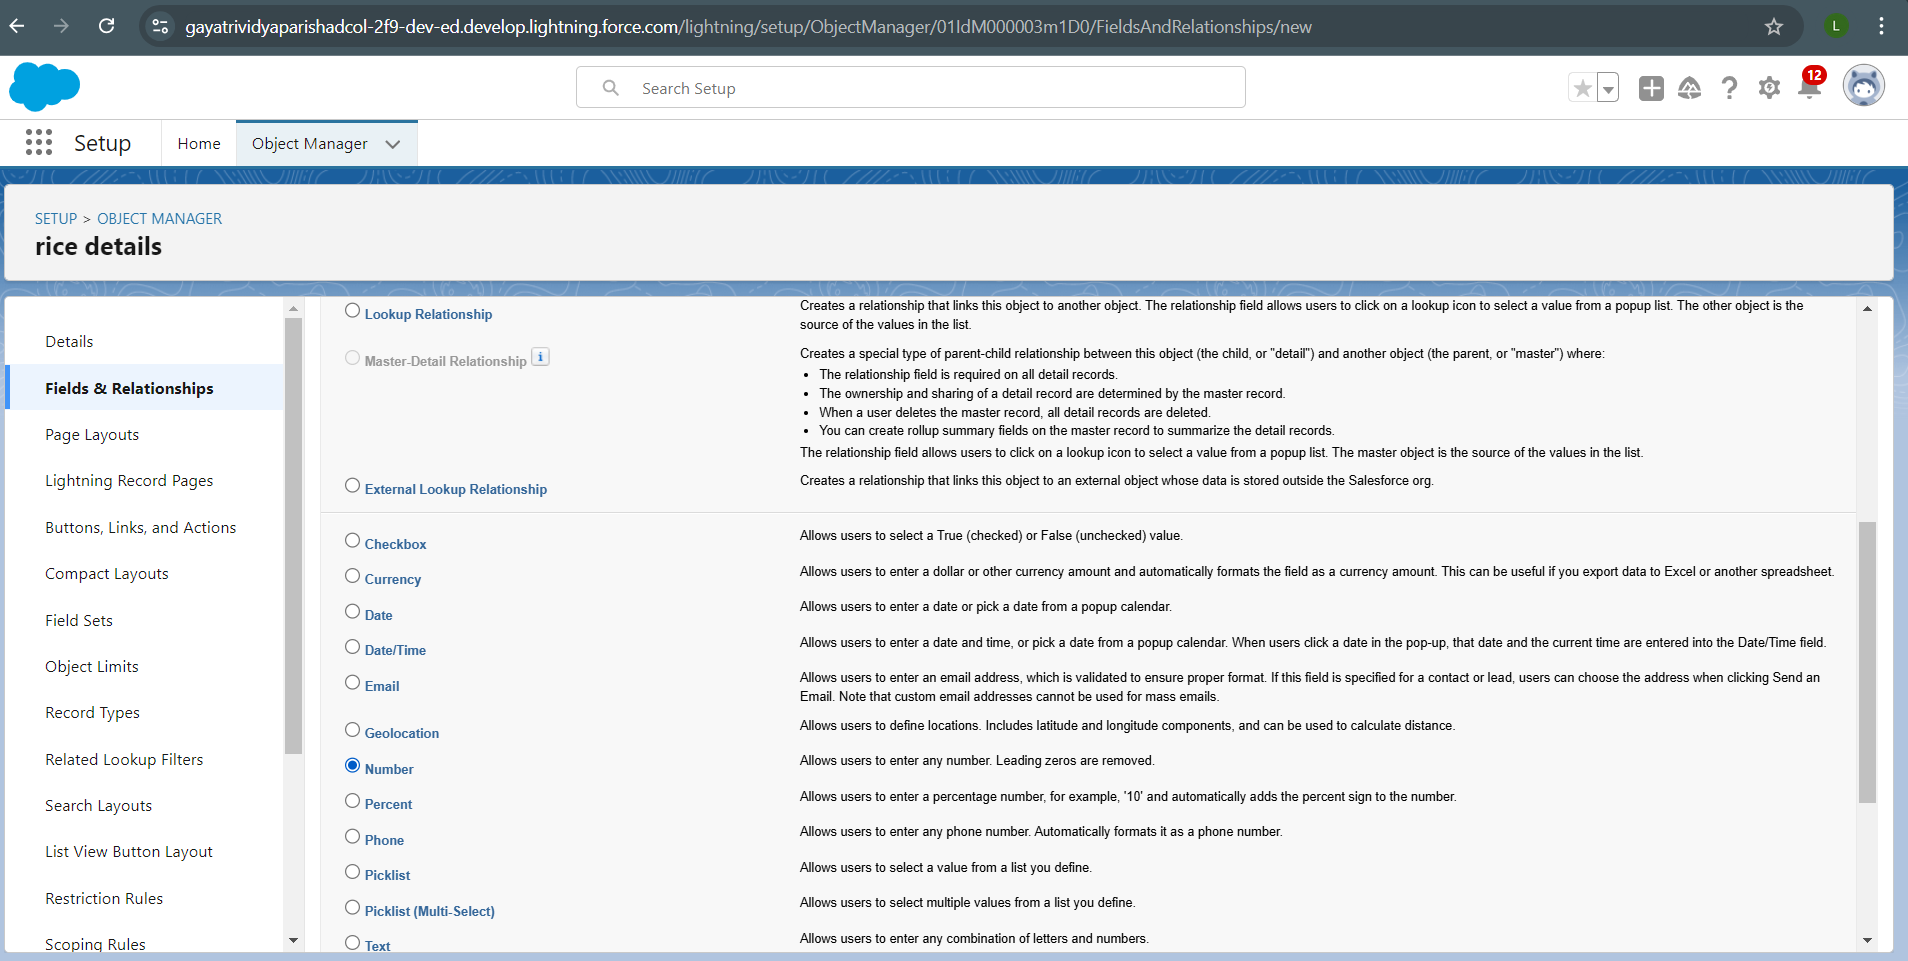 gayatrividyaparishadcol-2f9-dev-ed.develop.lightning.force.com/lightning/setup/ObjectManager/01IdM000003m1D0/FieldsAndRelationships/new
L
Search Setup
12
Setup
Home
Object Manager
SETUP > OBJECT MANAGER
rice details
Details
Fields & Relationships
Page Layouts
Lightning Record Pages
Buttons, Links, and Actions
Compact Layouts
Field Sets
Object Limits
Record Types
Related Lookup Filters
Search Layouts
List View Button Layout
Restriction Rules
Scoping Rules
Lookup Relationship
Creates a relationship that links this object to another object. The relationship field allows users to click on a lookup icon to select a value from a popup list. The other object is the
source of the values in the list.
Master-Detail Relationship i
Creates a special type of parent-child relationship between this object (the child, or "detail") and another object (the parent, or "master") where:
• The relationship field is required on all detail records.
• The ownership and sharing of a detail record are determined by the master record.
• When a user deletes the master record, all detail records are deleted.
• You can create rollup summary fields on the master record to summarize the detail records.
The relationship field allows users to click on a lookup icon to select a value from a popup list. The master object is the source of the values in the list.
External Lookup Relationship
Creates a relationship that links this object to an external object whose data is stored outside the Salesforce org.
Checkbox
Allows users to select a True (checked) or False (unchecked) value.
Currency
Allows users to enter a dollar or other currency amount and automatically formats the field as a currency amount. This can be useful if you export data to Excel or another spreadsheet.
Date
Allows users to enter a date or pick a date from a popup calendar.
Date/Time
Allows users to enter a date and time, or pick a date from a popup calendar. When users click a date in the pop-up, that date and the current time are entered into the Date/Time field.
Email
Allows users to enter an email address, which is validated to ensure proper format. If this field is specified for a contact or lead, users can choose the address when clicking Send an
Email. Note that custom email addresses cannot be used for mass emails.
Geolocation
Allows users to define locations. Includes latitude and longitude components, and can be used to calculate distance.
Number
Allows users to enter any number. Leading zeros are removed.
Percent
Allows users to enter a percentage number, for example, '10' and automatically adds the percent sign to the number.
Phone
Allows users to enter any phone number. Automatically formats it as a phone number.
Picklist
Allows users to select a value from a list you define.
Picklist (Multi-Select)
Allows users to select multiple values from a list you define.
Text
Allows users to enter any combination of letters and numbers.